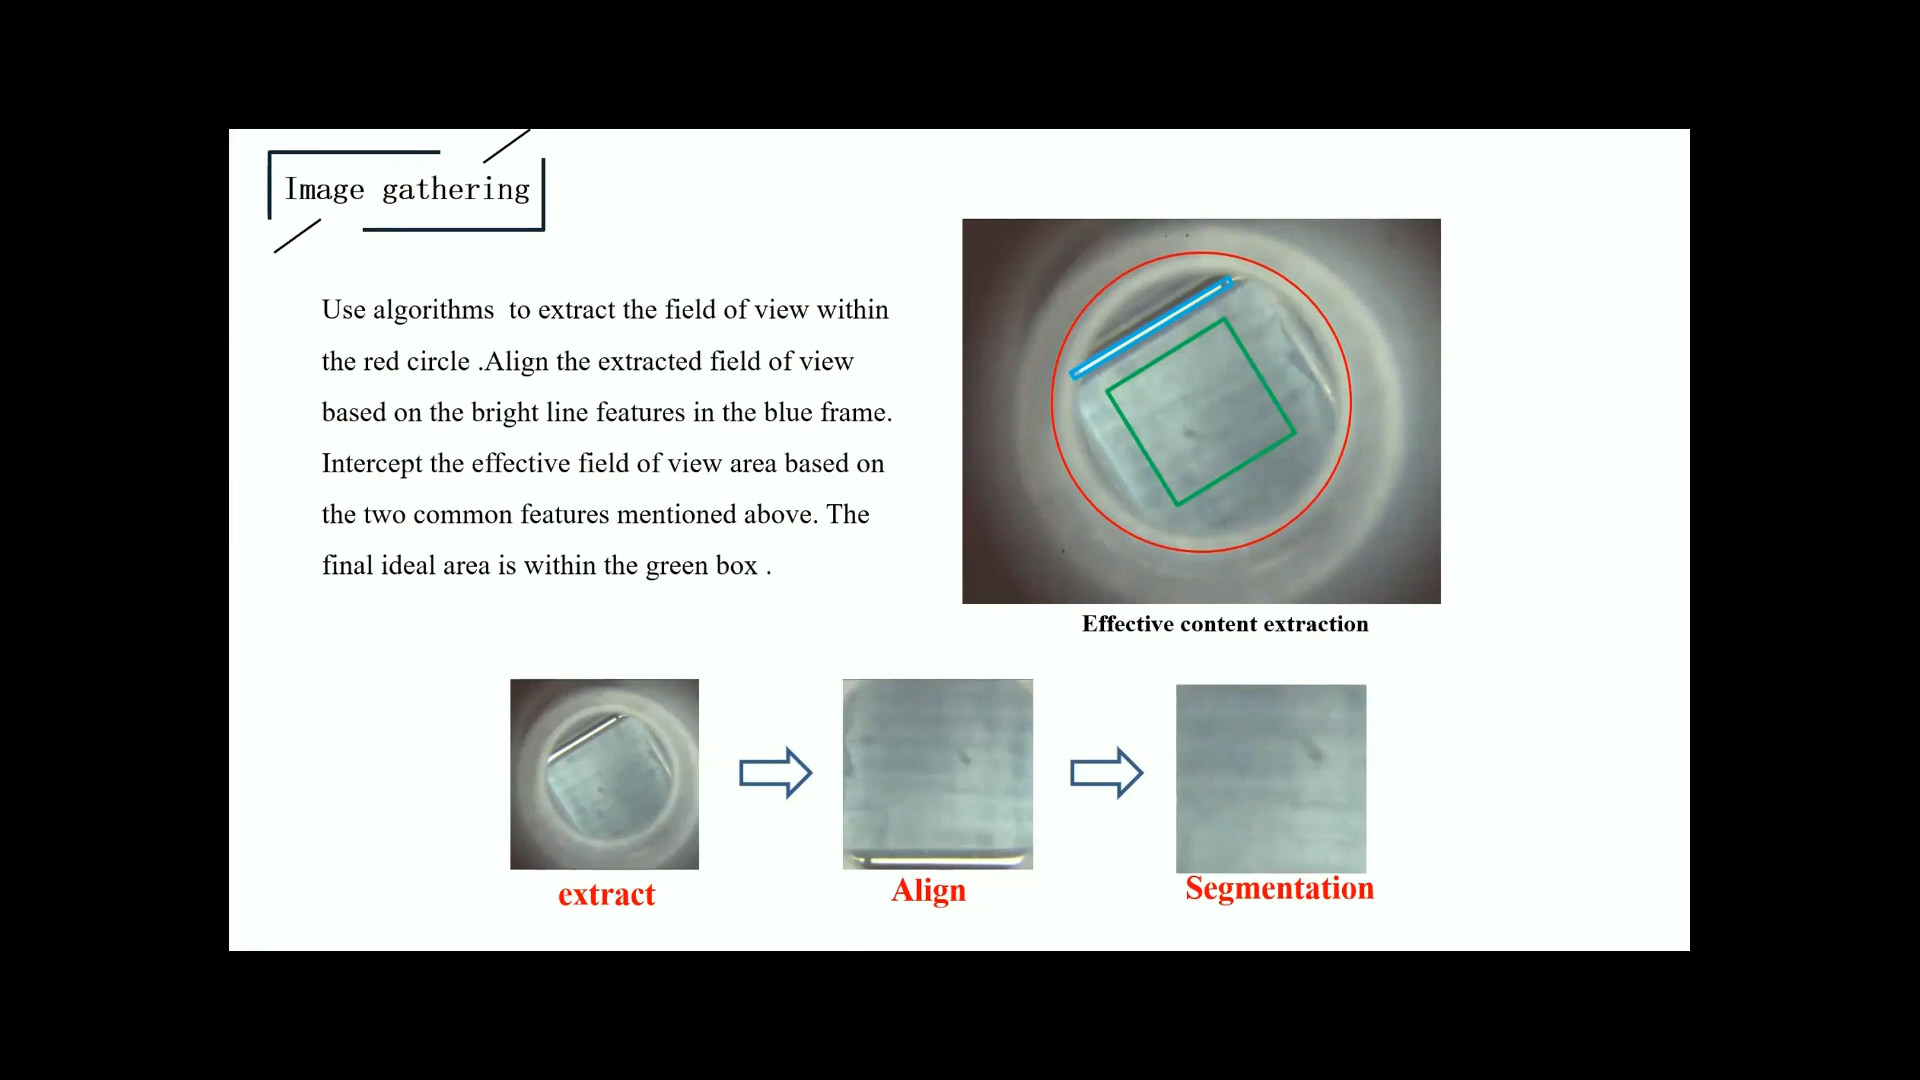 Image gathering
Use algorithms  to extract the field of view within
the red circle .Align the extracted field of view
based on the bright line features in the blue frame.
Intercept the effective field of view area based on
the two common features mentioned above. The
final ideal area is within the green box .
Effective content extraction
extract
Align
Segmentation